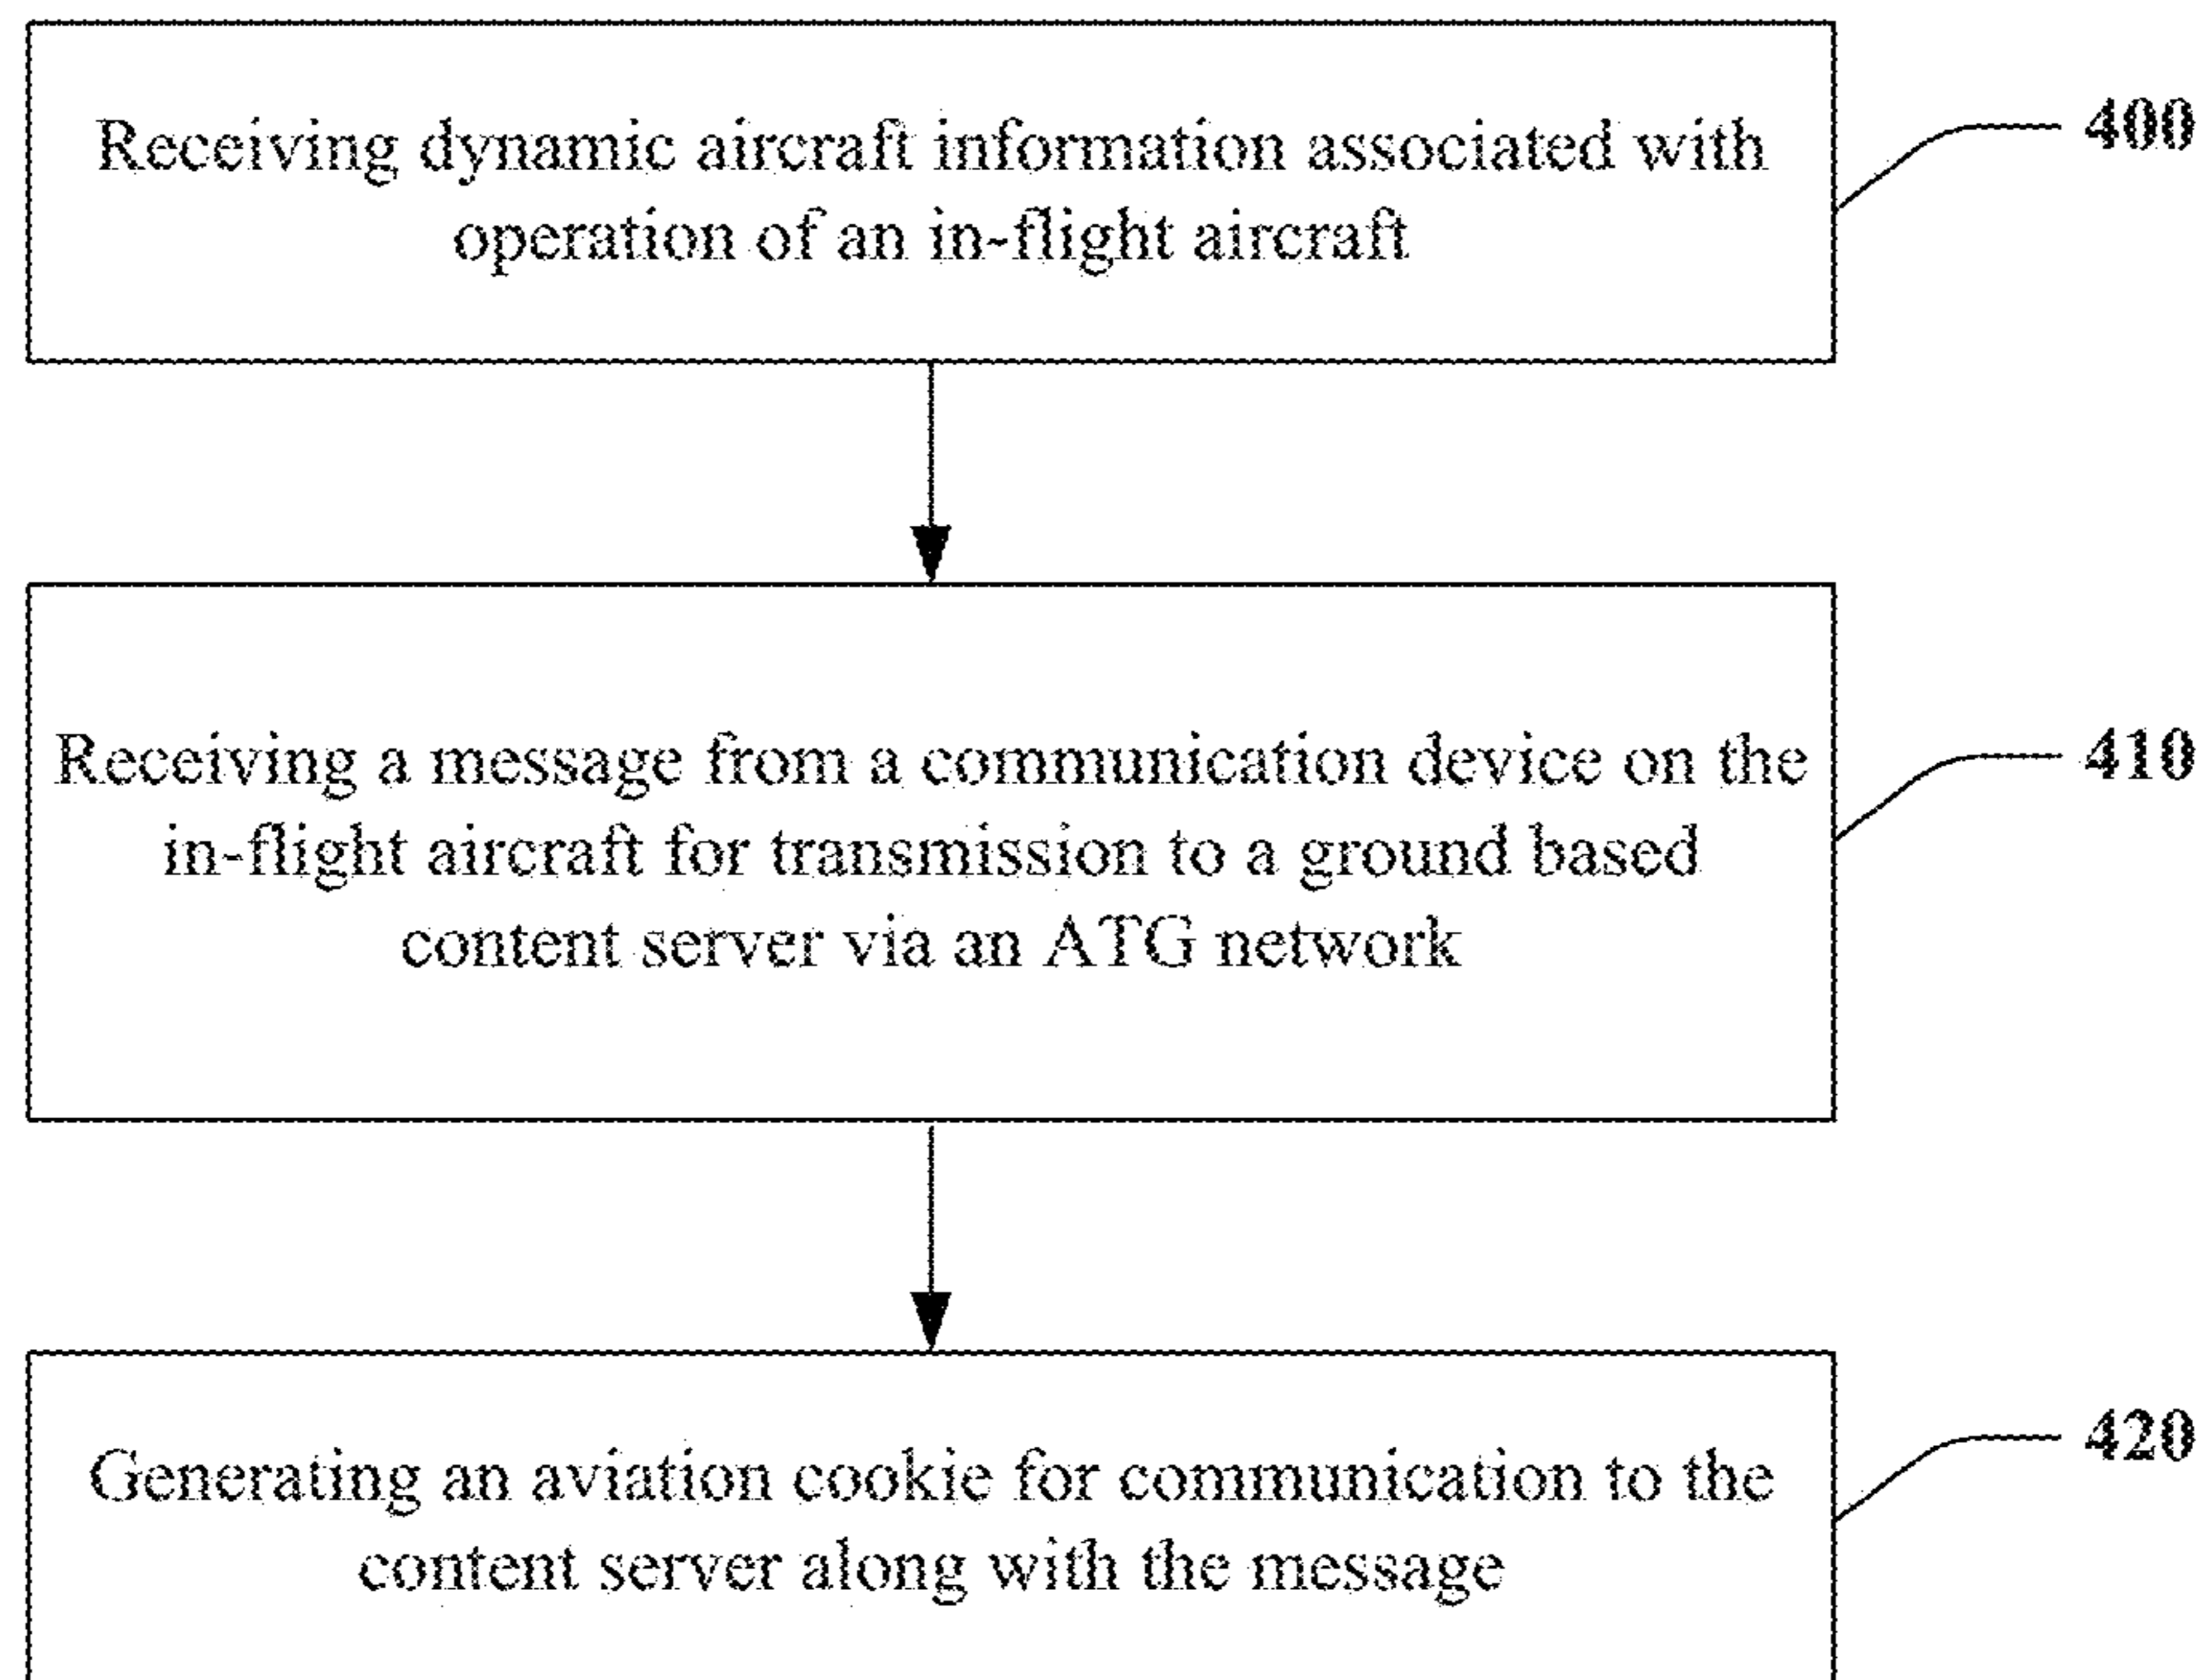 Receiving dynamic aircraft information associated with
operation of an in-flight aircraft
400
Receiving a message from a communication device on the
in-flight aircraft for transmission to a ground based
content server via an ATG network
410
Generating an aviation cookie for communication to the
content server along with the message
420